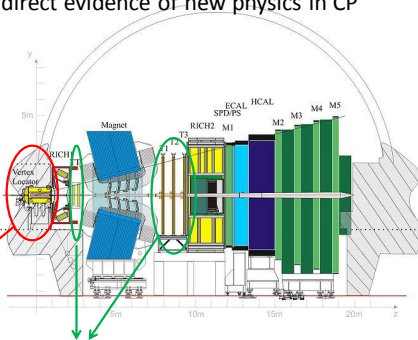 direct evidence of new physics in CP
y
5m
Vertex
Locator
RICH1
TT
Magnet
T1
T2
T3
RICH2
SPD/PS
M1
ECAL
HCAL
M2
M3
M4
M5
5m
10m
15m
20m
z